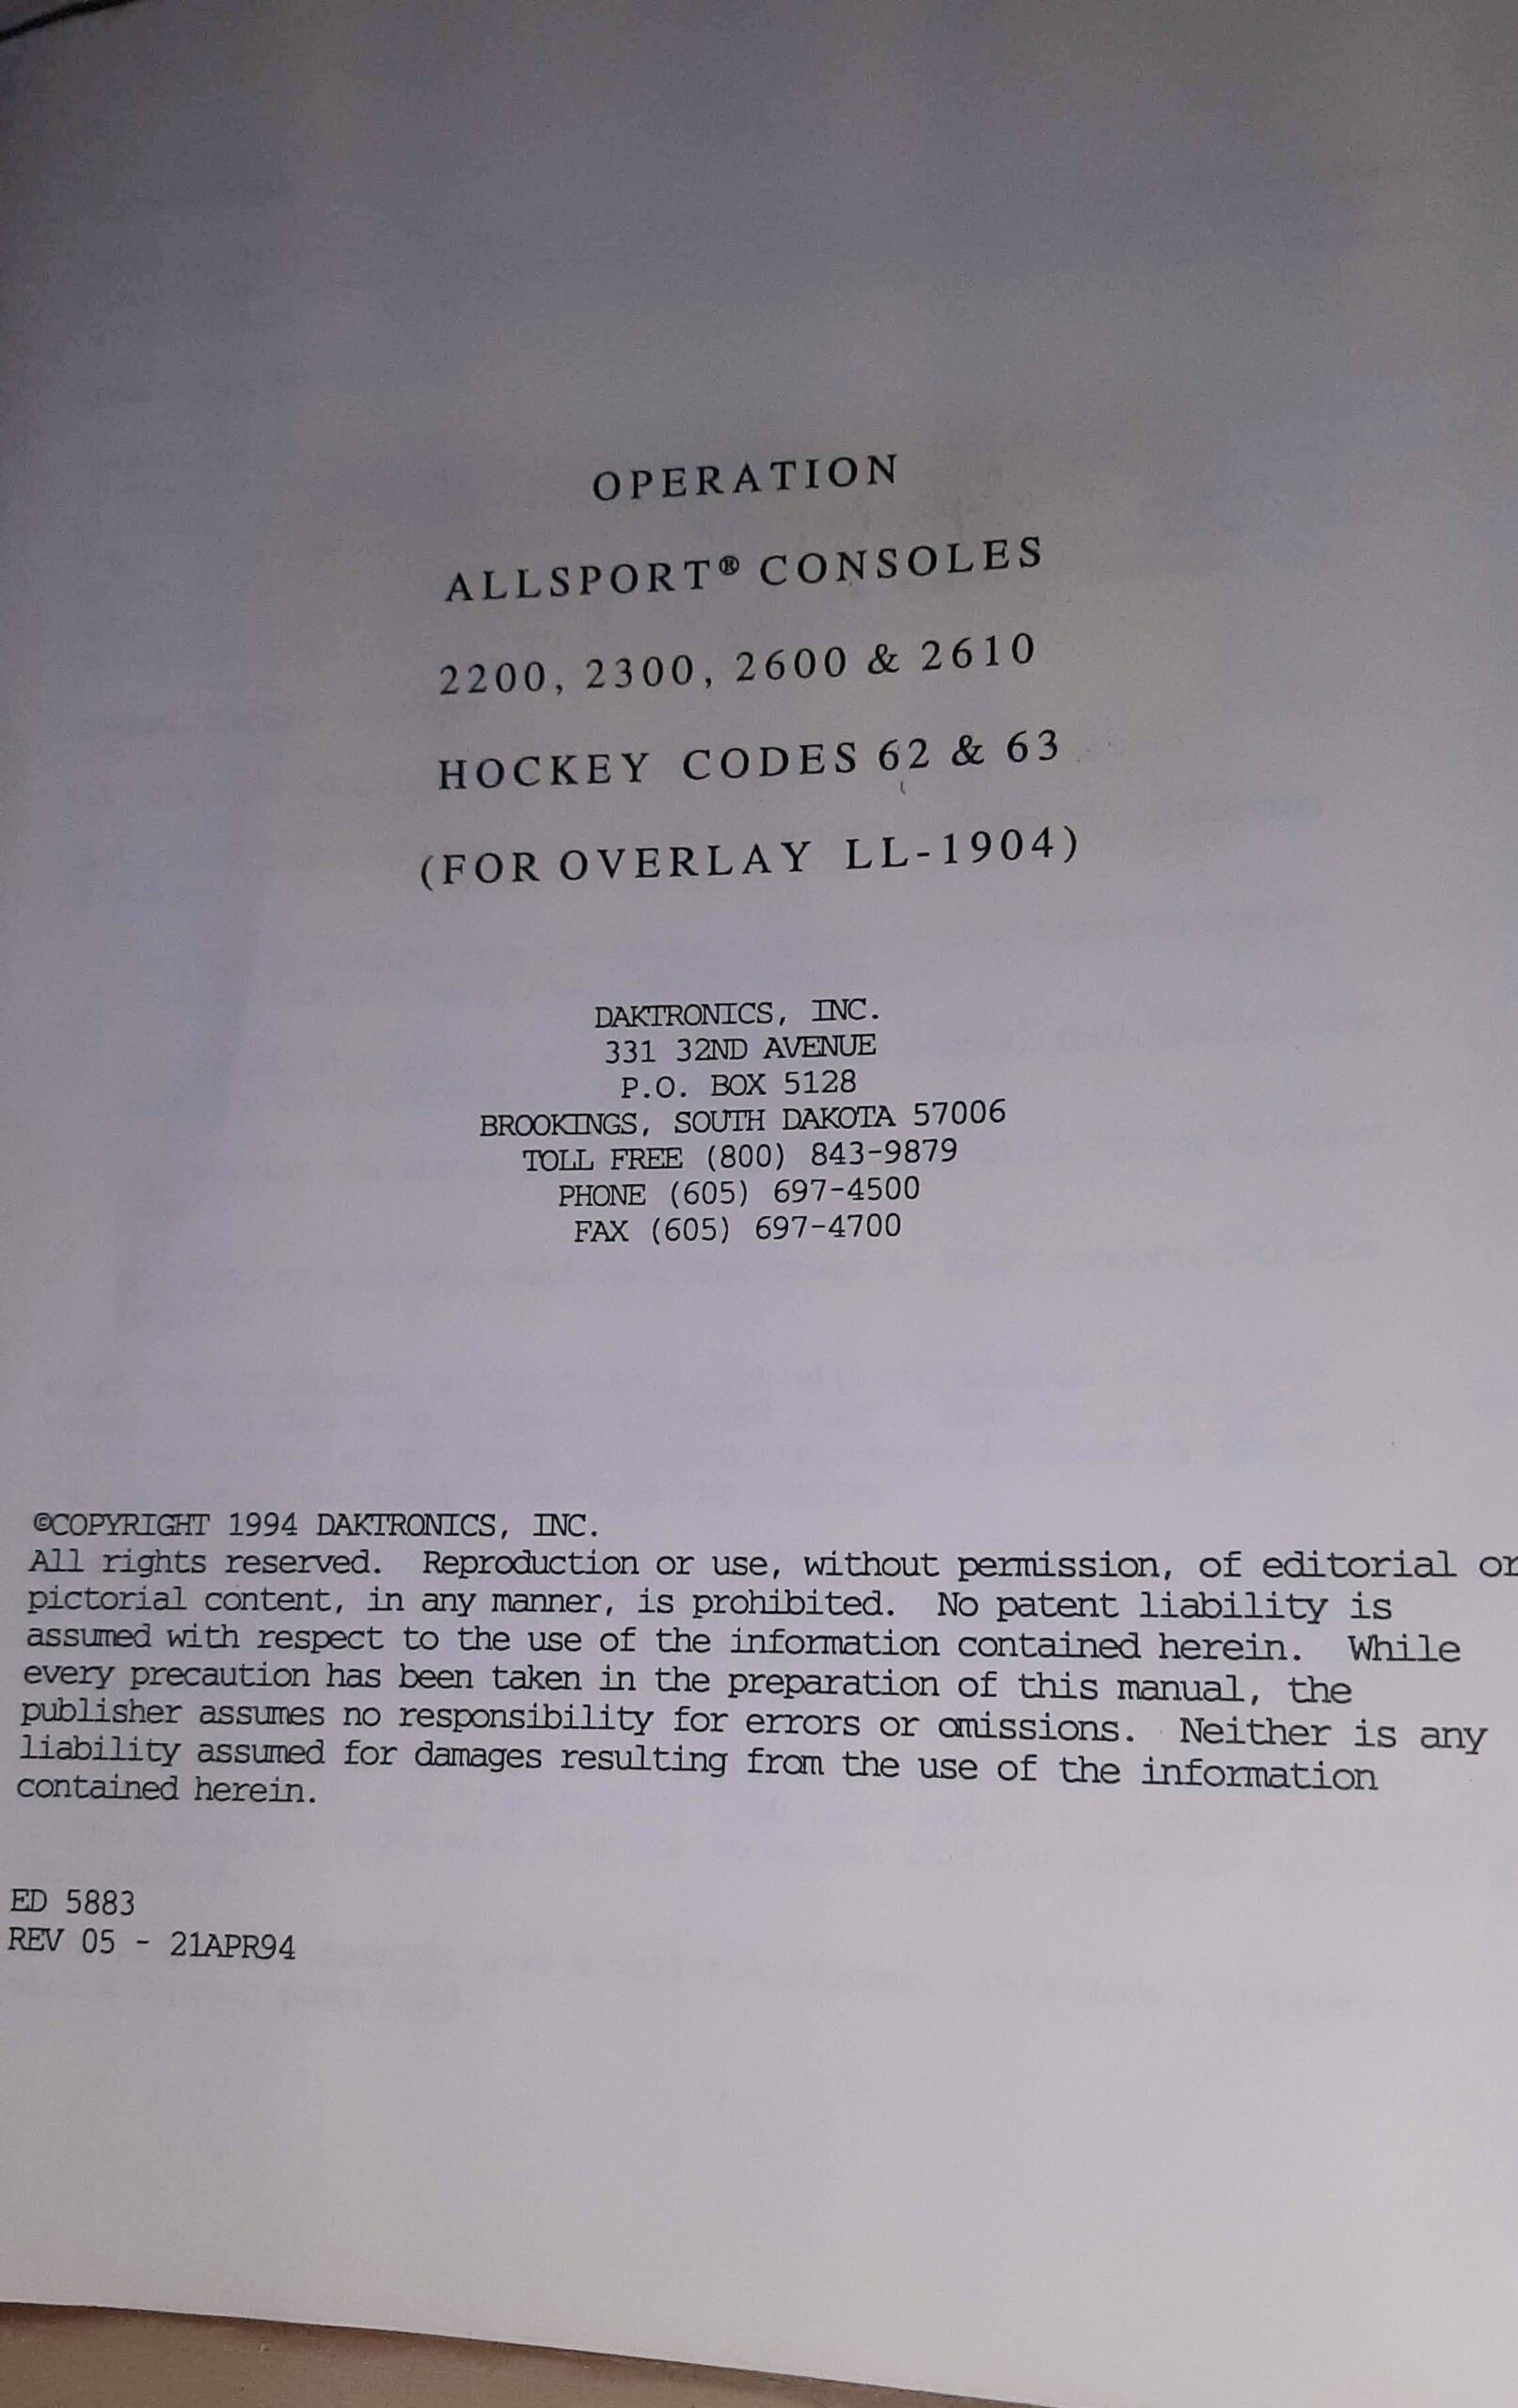 OPERATION
ALLSPORT® CONSOLES
2200, 2300, 2600 & 2610
HOCKEY CODES 62 & 63
(FOR OVERLAY LL-1904)
DAKTRONICS, INC.
331 32ND AVENUE
P.O. BOX 5128
BROOKINGS, SOUTH DAKOTA 57006
TOLL FREE (800) 843-9879
PHONE (605) 697-4500
FAX (605) 697-4700
©COPYRIGHT 1994 DAKTRONICS, INC.
All rights reserved. Reproduction or use, without permission, of editorial or
pictorial content, in any manner, is prohibited. No patent liability is
assumed with respect to the use of the information contained herein. While
every precaution has been taken in the preparation of this manual, the
publisher assumes no responsibility for errors or omissions. Neither is any
liability assumed for damages resulting from the use of the information
contained herein.
ED 5883
REV 05 - 21APR94